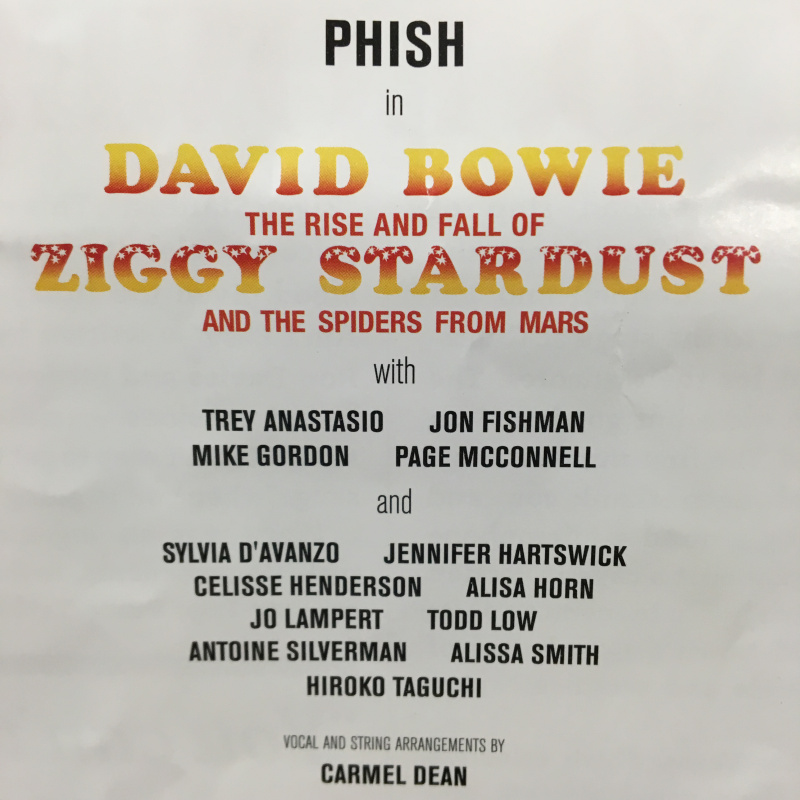 PHISH
in
DAVID BOWIE
THE RISE AND FALL OF
ZIGGY STARDUST
AND THE SPIDERS FROM MARS
with
TREY ANASTASIO JON FISHMAN
MIKE GORDON PAGE MCCONNELL
and
SYLVIA D'AVANZO JENNIFER HARTSWICK
CELISSE HENDERSON ALISA HORN
JO LAMPERT TODD LOW
ANTOINE SILVERMAN ALISSA SMITH
HIROKO TAGUCHI
VOCAL AND STRING ARRANGEMENTS BY
CARMEL DEAN